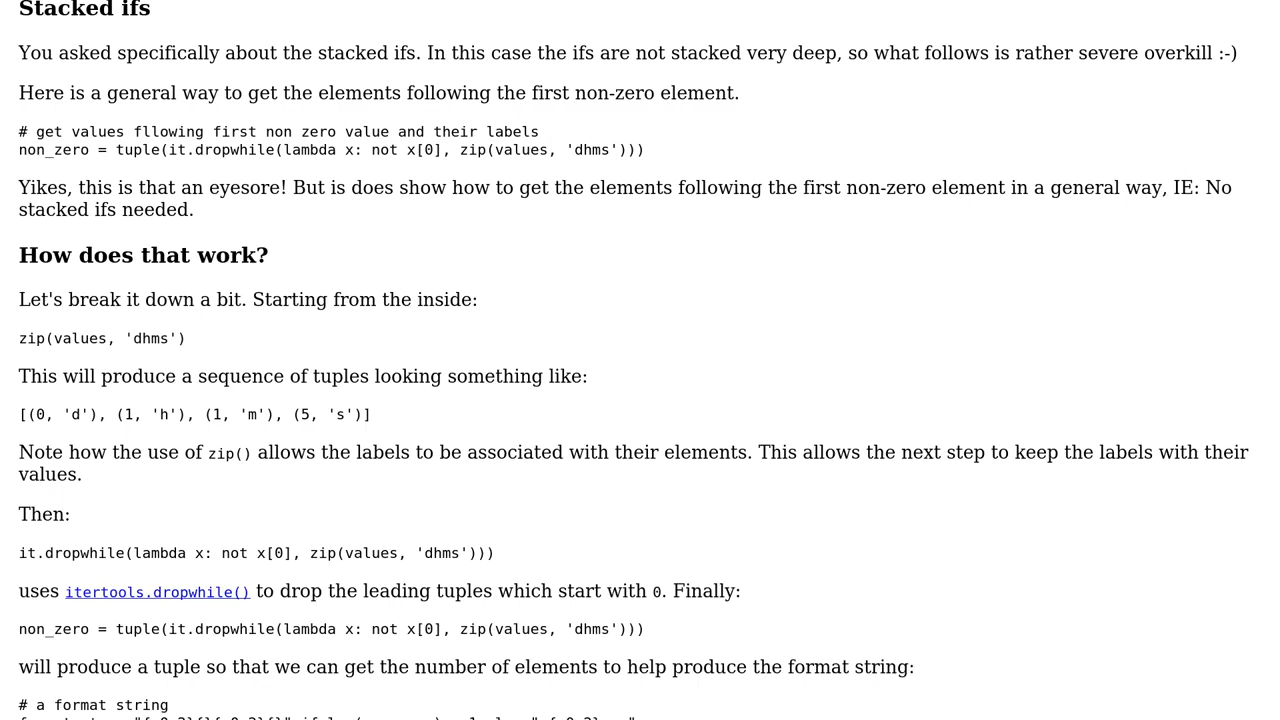 Stacked ifs
You asked specifically about the stacked ifs. In this case the ifs are not stacked very deep, so what follows is rather severe overkill :-)
Here is a general way to get the elements following the first non-zero element.
# get values fllowing first non zero value and their labels
non_zero = tuple(it.dropwhile(lambda x: not x[0], zip(values, 'dhms')))
Yikes, this is that an eyesore! But is does show how to get the elements following the first non-zero element in a general way, IE: No
stacked ifs needed.
How does that work?
Let's break it down a bit. Starting from the inside:
zip(values, 'dhms')
This will produce a sequence of tuples looking something like:
[(0, 'd'), (1, 'h'), (1, 'm'), (5, 's')]
Note how the use of zip() allows the labels to be associated with their elements. This allows the next step to keep the labels with their
values.
Then:
it.dropwhile(lambda x: not x[0], zip(values, 'dhms')))
uses itertools.dropwhile() to drop the leading tuples which start with 0. Finally:
non_zero = tuple(it.dropwhile(lambda x: not x[0], zip(values, 'dhms')))
will produce a tuple so that we can get the number of elements to help produce the format string:
# a format string